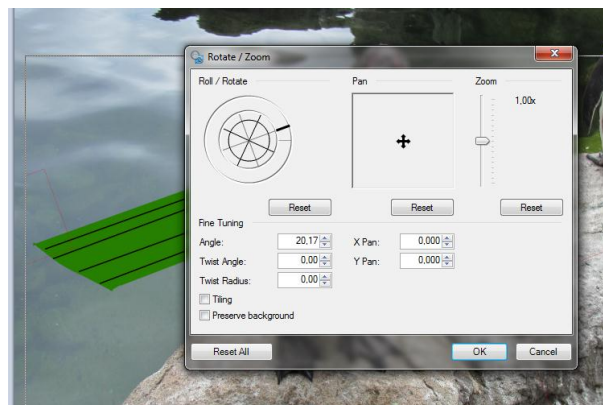 Rotate / Zoom
Roll / Rotate Pan Zoom
1,00x
Reset Reset Reset
Fine Tuning
Angle: 20,17 X Pan: 0,000
Twist Angle: 0,00 Y Pan: 0,000
Twist Radius: 0,00
Tiling
Preserve background
Reset All OK Cancel